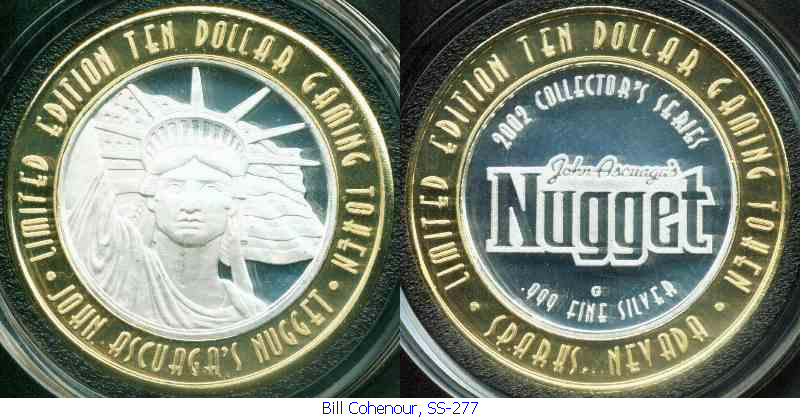 LIMITED EDITION TEN DOLLAR GAMING TOKEN
JOHN ASCUAGA'S NUGGET
LIMITED EDITION TEN DOLLAR GAMING TOKEN
SPARKS, NEVADA
2002 COLLECTOR'S SERIES
John Ascuaga's
Nugget
G
.999 FINE SILVER
Bill Cohenour, SS-277